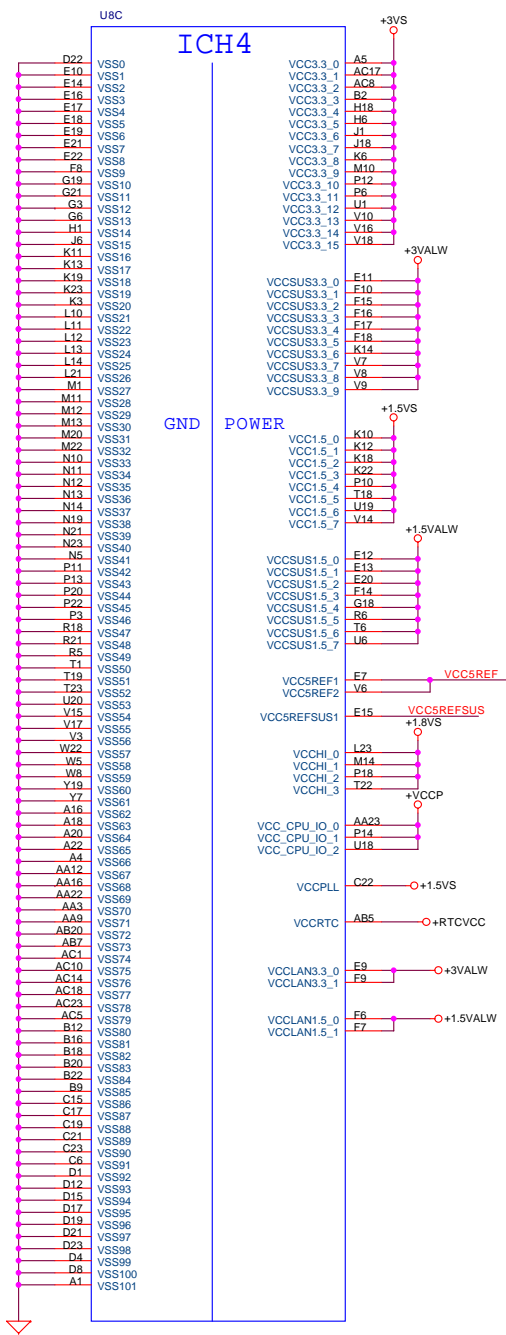 U8C
ICH4
GND
POWER
D22 VSS0
E10 VSS1
E14 VSS2
E16 VSS3
E17 VSS4
E18 VSS5
E19 VSS6
E21 VSS7
E22 VSS8
F8 VSS9
G19 VSS10
G21 VSS11
G3 VSS12
G6 VSS13
H1 VSS14
J6 VSS15
K11 VSS16
K13 VSS17
K19 VSS18
K23 VSS19
K3 VSS20
L10 VSS21
L11 VSS22
L12 VSS23
L13 VSS24
L14 VSS25
L21 VSS26
M1 VSS27
M11 VSS28
M12 VSS29
M13 VSS30
M20 VSS31
M22 VSS32
N10 VSS33
N11 VSS34
N12 VSS35
N13 VSS36
N14 VSS37
N19 VSS38
N21 VSS39
N23 VSS40
N5 VSS41
P11 VSS42
P13 VSS43
P20 VSS44
P22 VSS45
P3 VSS46
R18 VSS47
R21 VSS48
R5 VSS49
T1 VSS50
T19 VSS51
T23 VSS52
U20 VSS53
V15 VSS54
V17 VSS55
V3 VSS56
W22 VSS57
W5 VSS58
W8 VSS59
Y19 VSS60
Y7 VSS61
A16 VSS62
A18 VSS63
A20 VSS64
A22 VSS65
A4 VSS66
AA12 VSS67
AA16 VSS68
AA22 VSS69
AA3 VSS70
AA9 VSS71
AB20 VSS72
AB7 VSS73
AC1 VSS74
AC10 VSS75
AC14 VSS76
AC18 VSS77
AC23 VSS78
AC5 VSS79
B12 VSS80
B16 VSS81
B18 VSS82
B20 VSS83
B22 VSS84
B9 VSS85
C15 VSS86
C17 VSS87
C19 VSS88
C21 VSS89
C23 VSS90
C6 VSS91
D1 VSS92
D12 VSS93
D15 VSS94
D17 VSS95
D19 VSS96
D21 VSS97
D23 VSS98
D4 VSS99
D8 VSS100
A1 VSS101
+3VS
VCC3.3_0 A5
VCC3.3_1 AC17
VCC3.3_2 AC8
VCC3.3_3 B2
VCC3.3_4 H18
VCC3.3_5 H6
VCC3.3_6 J1
VCC3.3_7 J18
VCC3.3_8 K6
VCC3.3_9 M10
VCC3.3_10 P12
VCC3.3_11 P6
VCC3.3_12 U1
VCC3.3_13 V10
VCC3.3_14 V16
VCC3.3_15 V18
+3VALW
VCCSUS3.3_0 E11
VCCSUS3.3_1 F10
VCCSUS3.3_2 F15
VCCSUS3.3_3 F16
VCCSUS3.3_4 F17
VCCSUS3.3_5 F18
VCCSUS3.3_6 K14
VCCSUS3.3_7 V7
VCCSUS3.3_8 V8
VCCSUS3.3_9 V9
+1.5VS
VCC1.5_0 K10
VCC1.5_1 K12
VCC1.5_2 K18
VCC1.5_3 K22
VCC1.5_4 P10
VCC1.5_5 T18
VCC1.5_6 U19
VCC1.5_7 V14
+1.5VALW
VCCSUS1.5_0 E12
VCCSUS1.5_1 E13
VCCSUS1.5_2 E20
VCCSUS1.5_3 F14
VCCSUS1.5_4 G18
VCCSUS1.5_5 R6
VCCSUS1.5_6 T6
VCCSUS1.5_7 U6
VCC5REF1 E7 VCC5REF
VCC5REF2 V6
VCC5REFSUS1 E15 VCC5REFSUS
+1.8VS
VCCHI_0 L23
VCCHI_1 M14
VCCHI_2 P18
VCCHI_3 T22
+VCCP
VCC_CPU_IO_0 AA23
VCC_CPU_IO_1 P14
VCC_CPU_IO_2 U18
VCCPLL C22 +1.5VS
VCCRTC AB5 +RTCVCC
VCCLAN3.3_0 E9 +3VALW
VCCLAN3.3_1 F9
VCCLAN1.5_0 F6 +1.5VALW
VCCLAN1.5_1 F7